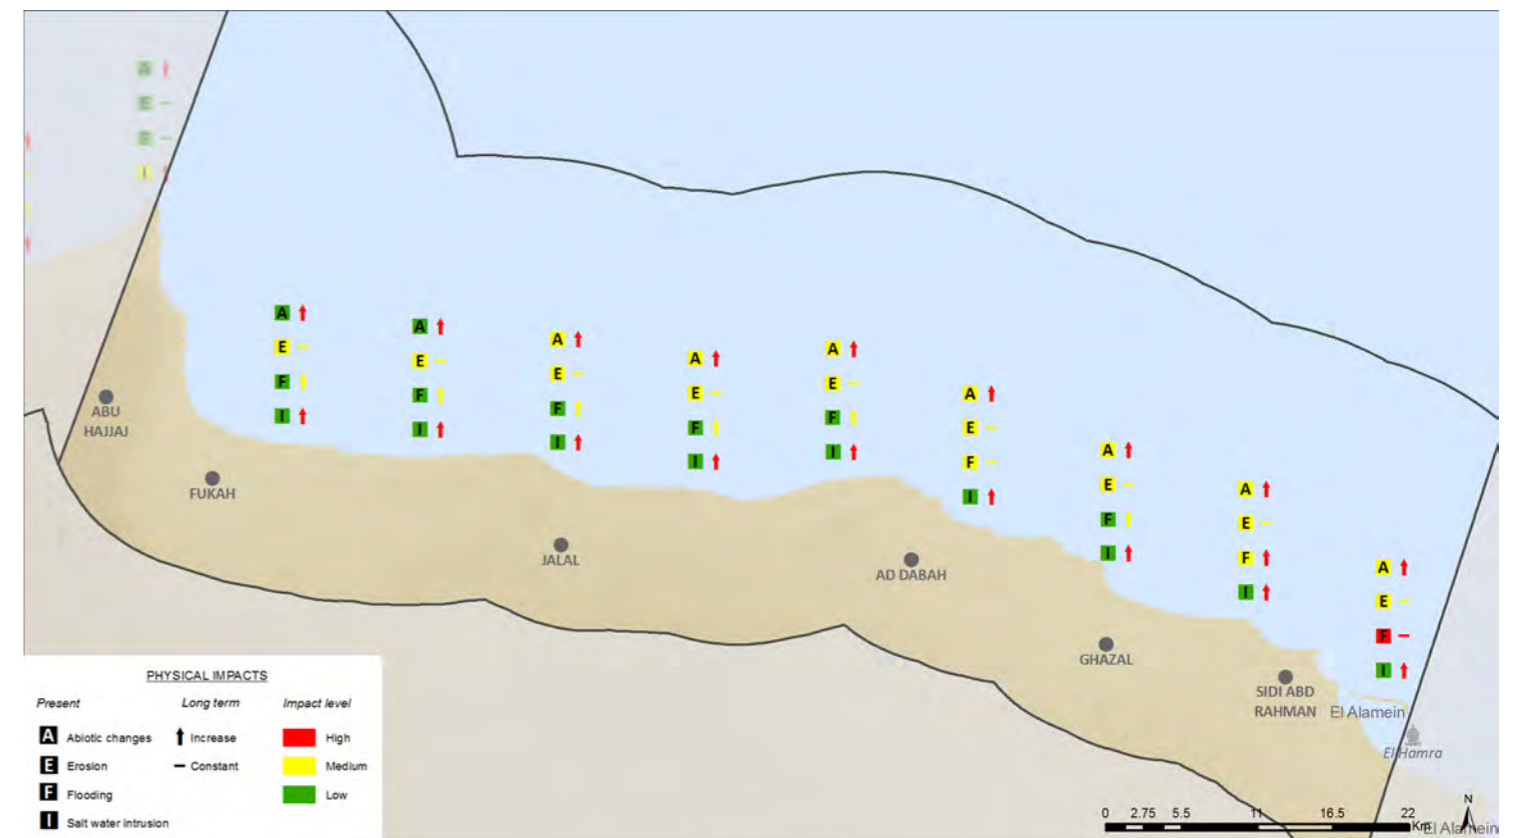 A
E
E
I
A
E
F
I
A
E
F
I
A
E
F
I
A
E
F
I
A
E
F
I
A
E
F
I
A
E
F
I
A
E
F
I
A
E
F
I
ABU
HAJJAJ
FUKAH
JALAL
AD DABAH
GHAZAL
SIDI ABD
RAHMAN
El Alamein
El Hamra
PHYSICAL IMPACTS
Present Long term Impact level
A Abiotic changes Increase High
E Erosion Constant Medium
F Flooding Low
I Salt water intrusion
0 2.75 5.5 11 16.5 22
Km
N
El Alamein